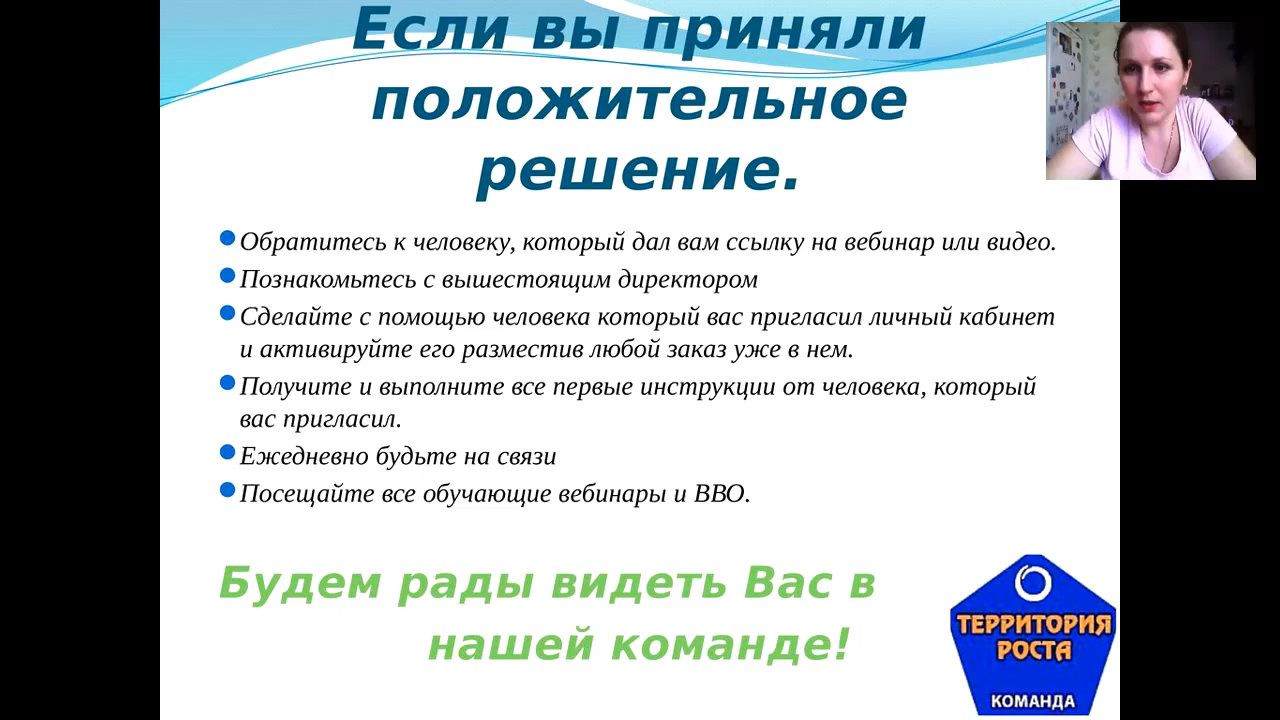 Если вы приняли
положительное
решение.
Обратитесь к человеку, который дал вам ссылку на вебинар или видео.
Познакомьтесь с вышестоящим директором
Сделайте с помощью человека который вас пригласил личный кабинет
и активируйте его разместив любой заказ уже в нем.
Получите и выполните все первые инструкции от человека, который
вас пригласил.
Ежедневно будьте на связи
Посещайте все обучающие вебинары и ВВО.
Будем рады видеть Вас в
нашей команде!
ТЕРРИТОРИЯ
РОСТА
КОМАНДА